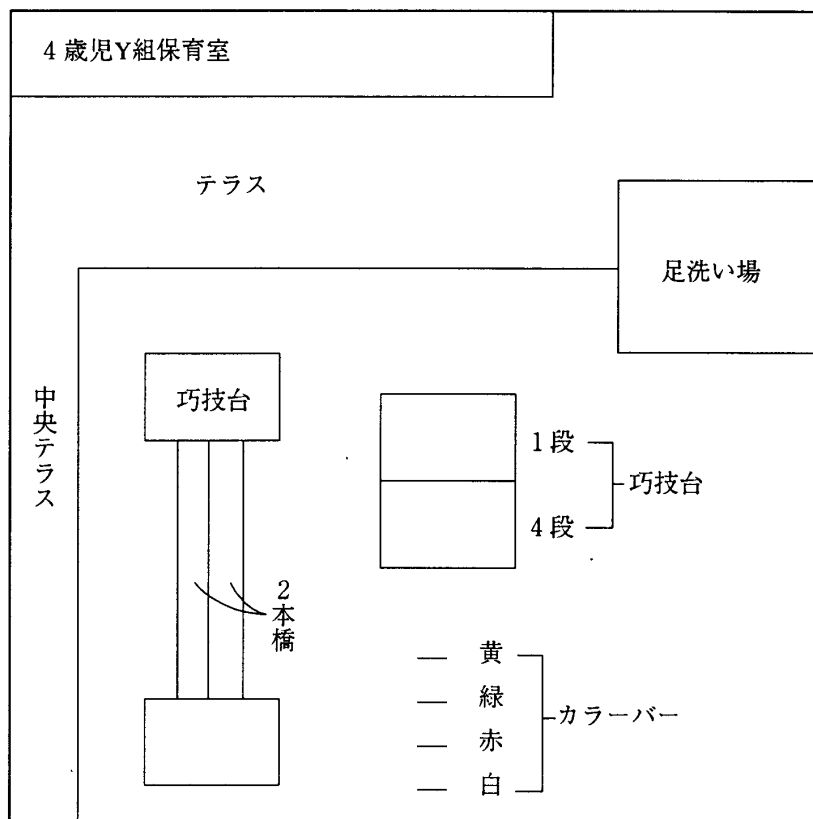 4歳児Y組保育室
テラス
足洗い場
中央テラス
巧技台
1段
4段
巧技台
2本橋
黄
緑
赤
白
カラーバー